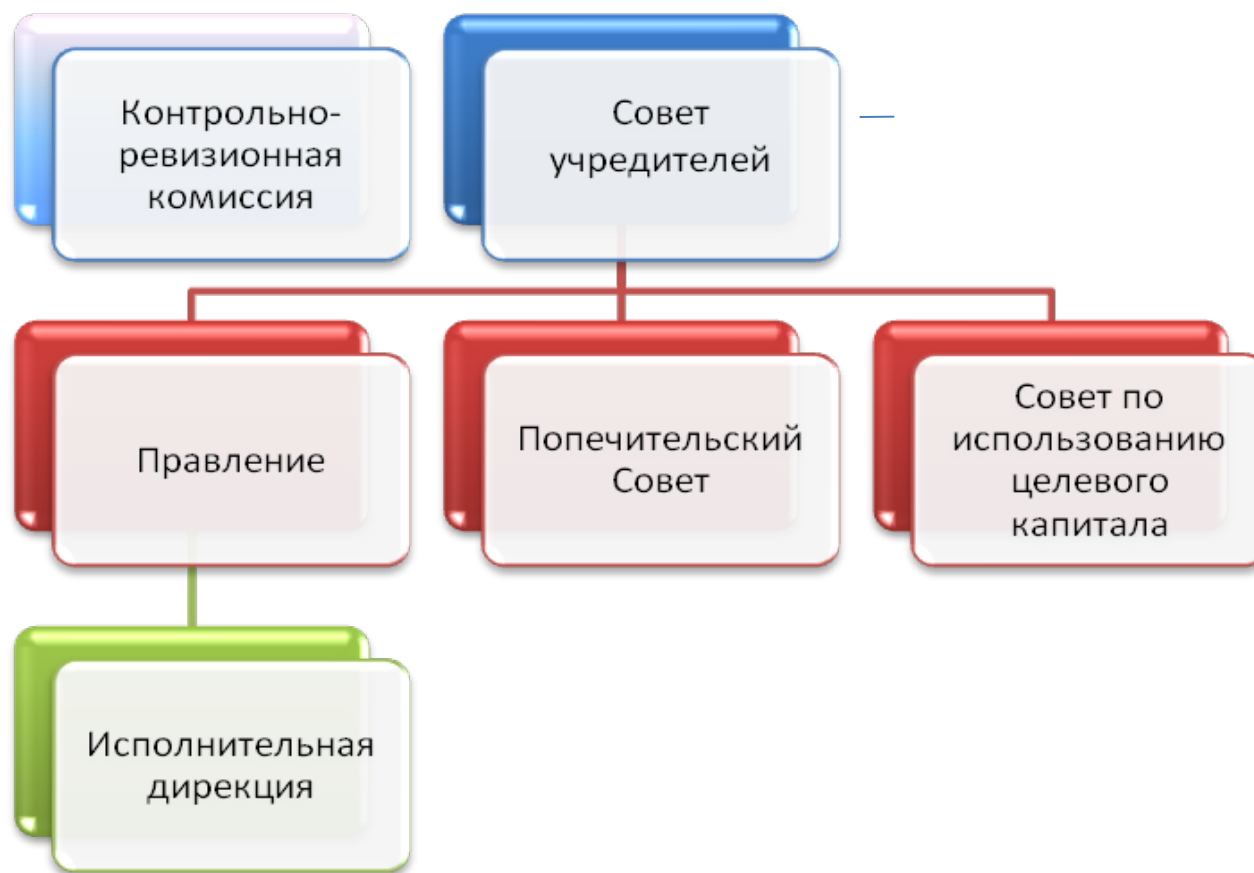 Контрольно-
ревизионная
комиссия
Совет
учредителей
Правление
Попечительский
Совет
Совет по
использованию
целевого
капитала
Исполнительная
дирекция